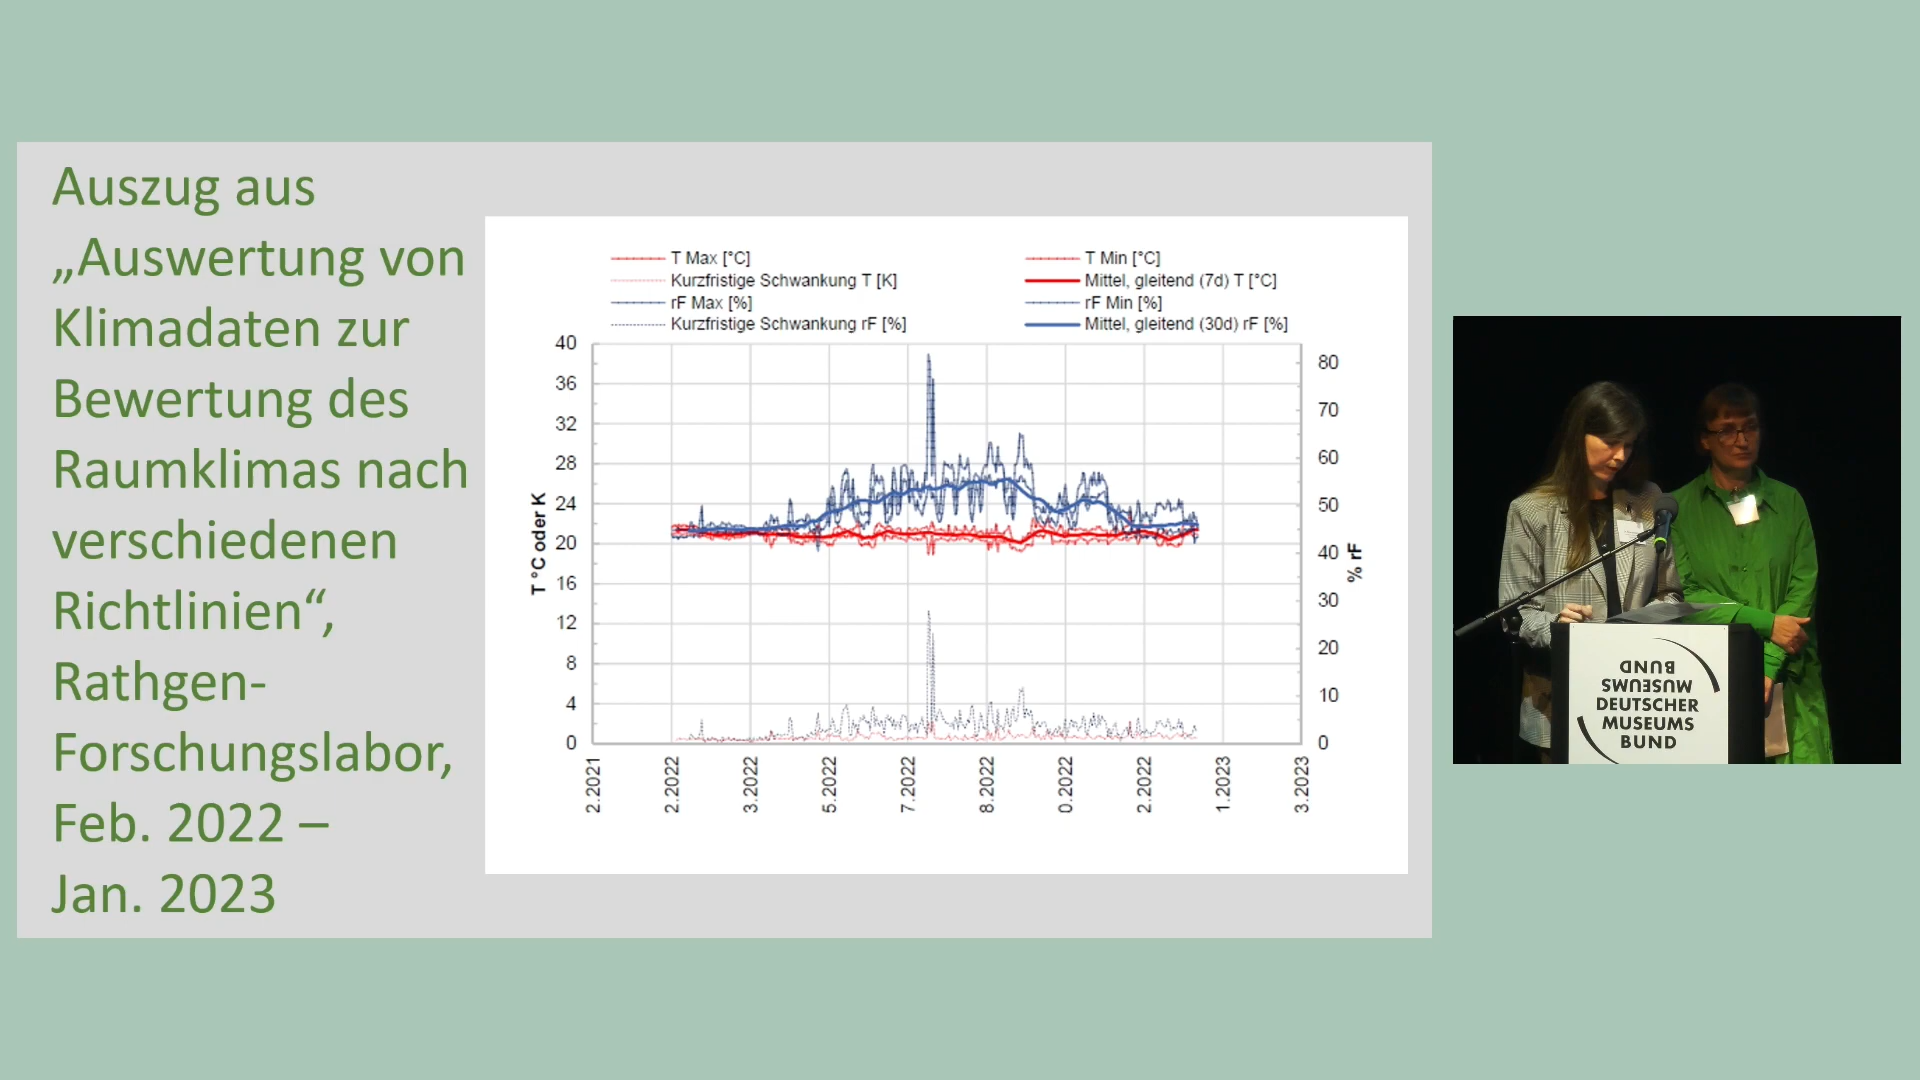 Auszug aus
„Auswertung von
Klimadaten zur
Bewertung des
Raumklimas nach
verschiedenen
Richtlinien“,
Rathgen-
Forschungslabor,
Feb. 2022 –
Jan. 2023
T Max [°C]
T Min [°C]
Kurzfristige Schwankung T [K]
Mittel, gleitend (7d) T [°C]
rF Max [%]
rF Min [%]
Kurzfristige Schwankung rF [%]
Mittel, gleitend (30d) rF [%]
T °C oder K
40
36
32
28
24
20
16
12
8
4
0
80
70
60
50
40
30
20
10
0
% rF
2.2021
2.2022
3.2022
5.2022
7.2022
8.2022
0.2022
2.2022
1.2023
3.2023
BUND
MUSEUMS
DEUTSCHER
MUSEUMS
BUND